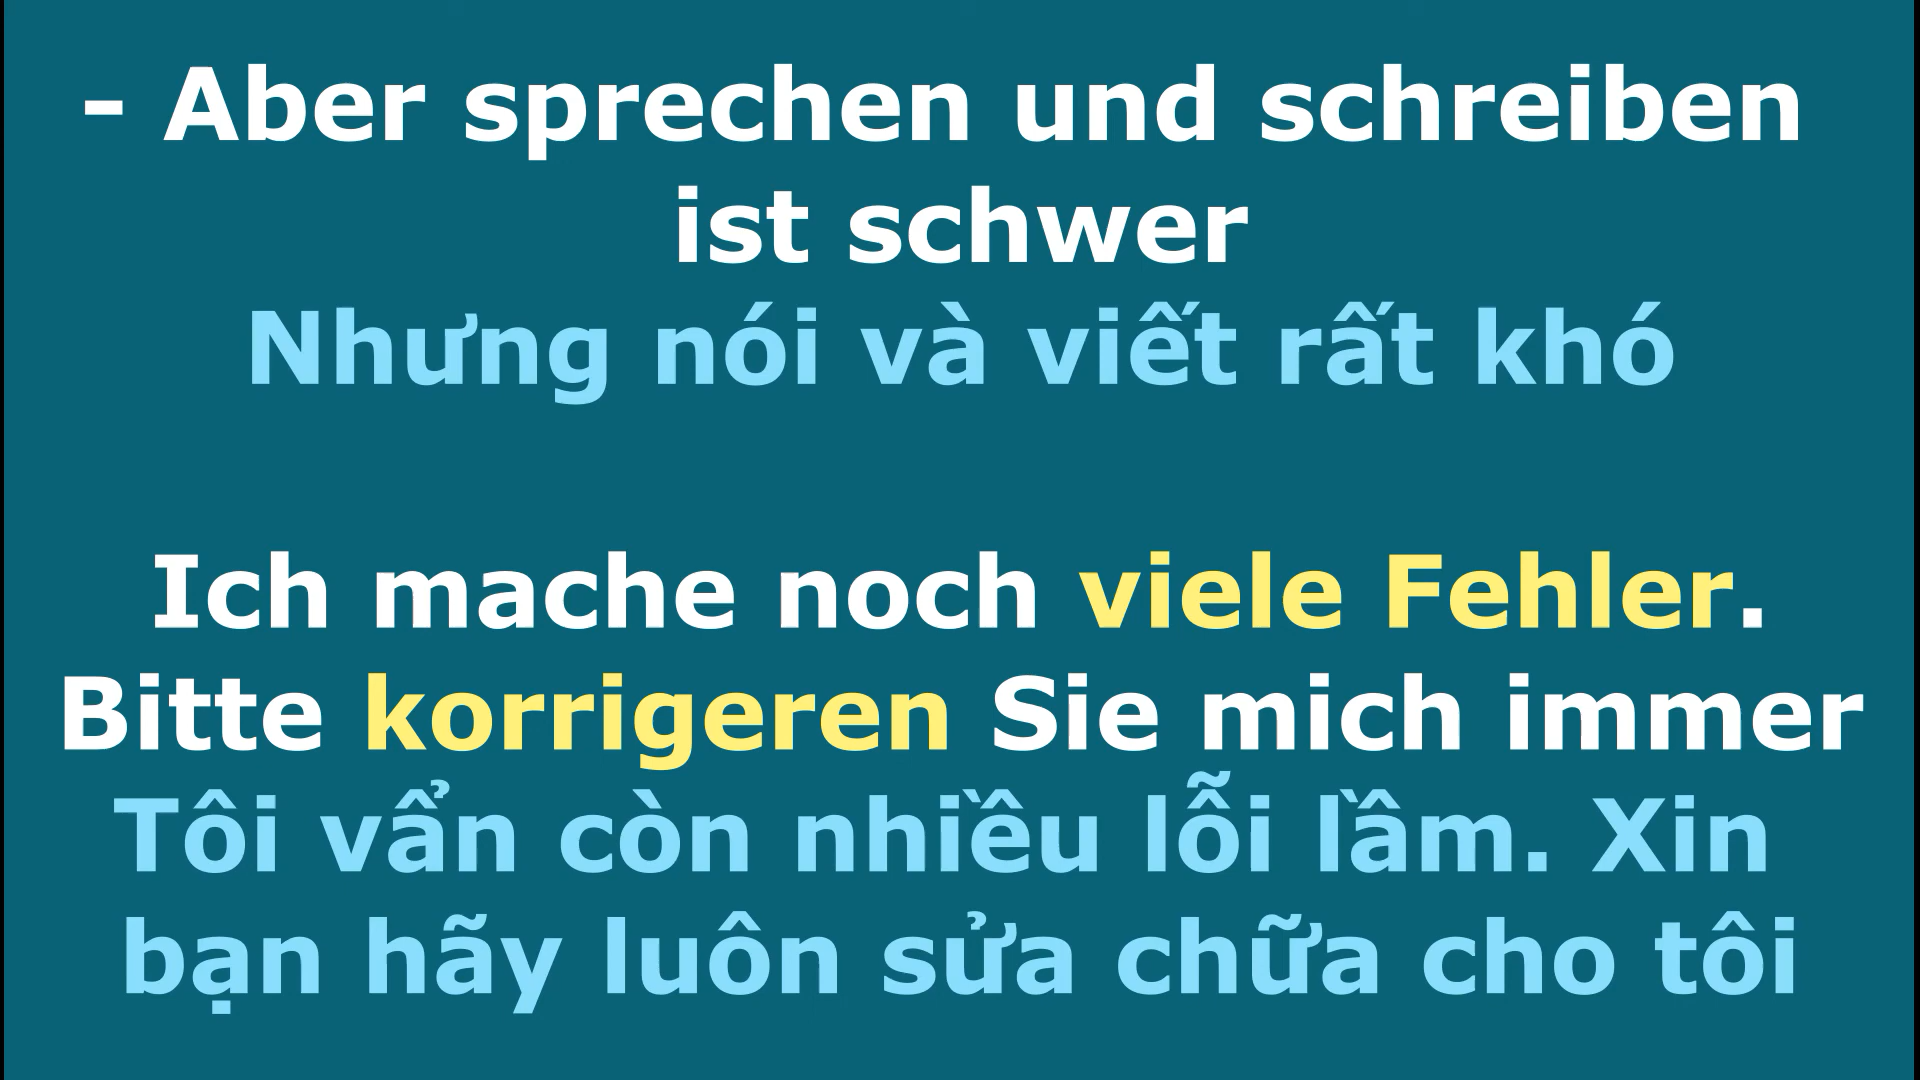 - Aber sprechen und schreiben
ist schwer
Nhưng nói và viết rất khó
Ich mache noch viele Fehler.
Bitte korrigeren Sie mich immer
Tôi vẩn còn nhiều lỗi lầm. Xin
bạn hãy luôn sửa chữa cho tôi